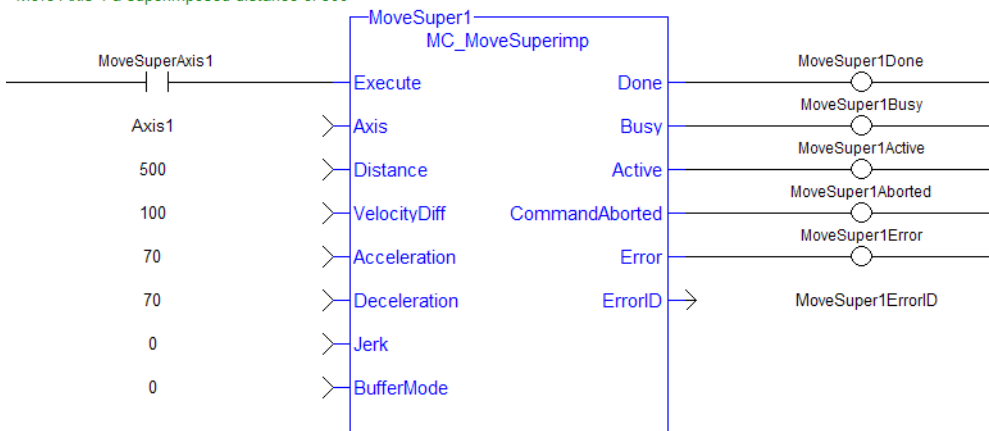 MoveSuper1
MC_MoveSuperimp
MoveSuperAxis1 Execute Done MoveSuper1Done
Axis1 Axis Busy MoveSuper1Busy
500 Distance Active MoveSuper1Active
100 VelocityDiff CommandAborted MoveSuper1Aborted
70 Acceleration Error MoveSuper1Error
70 Deceleration ErrorID MoveSuper1ErrorID
0 Jerk
0 BufferMode